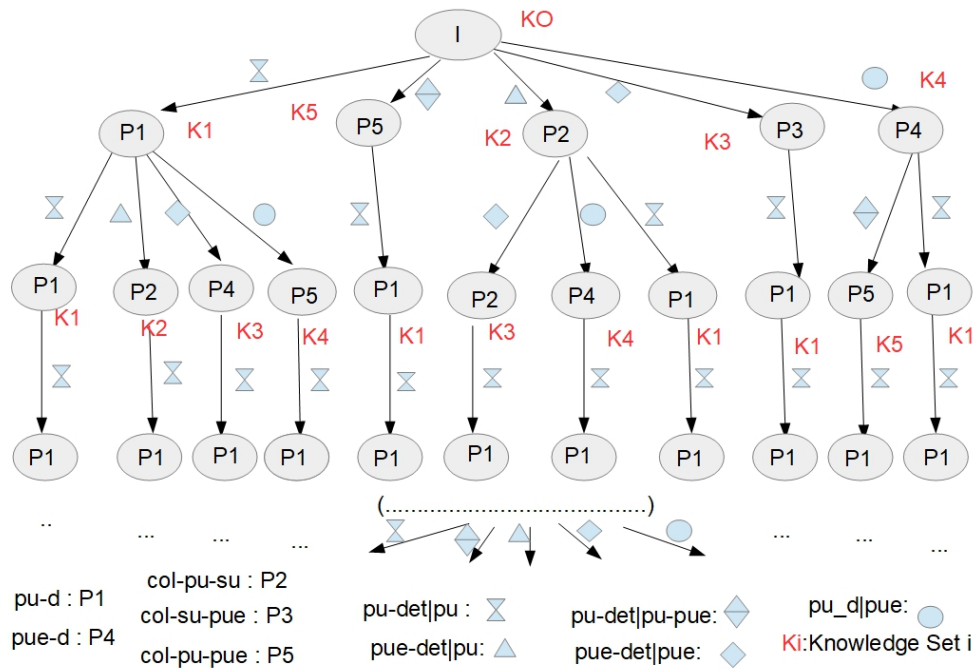 I KO
K5 K4
P1 K1 P5 K2 P2 K3 P3 P4
P1 P2 P4 P5 P1 P2 P4 P1 P1 P5 P1
K1 K2 K3 K4 K1 K3 K4 K1 K1 K5 K1
P1 P1 P1 P1 P1 P1 P1 P1 P1 P1 P1
(......................................)
.. ... ... ... ... ... ...
col-pu-su : P2
pu-d : P1
col-su-pue : P3
pue-d : P4
col-pu-pue : P5
pu-det|pu :
pue-det|pu:
pu-det|pu-pue:
pue-det|pue:
pu_d|pue:
Ki:Knowledge Set i